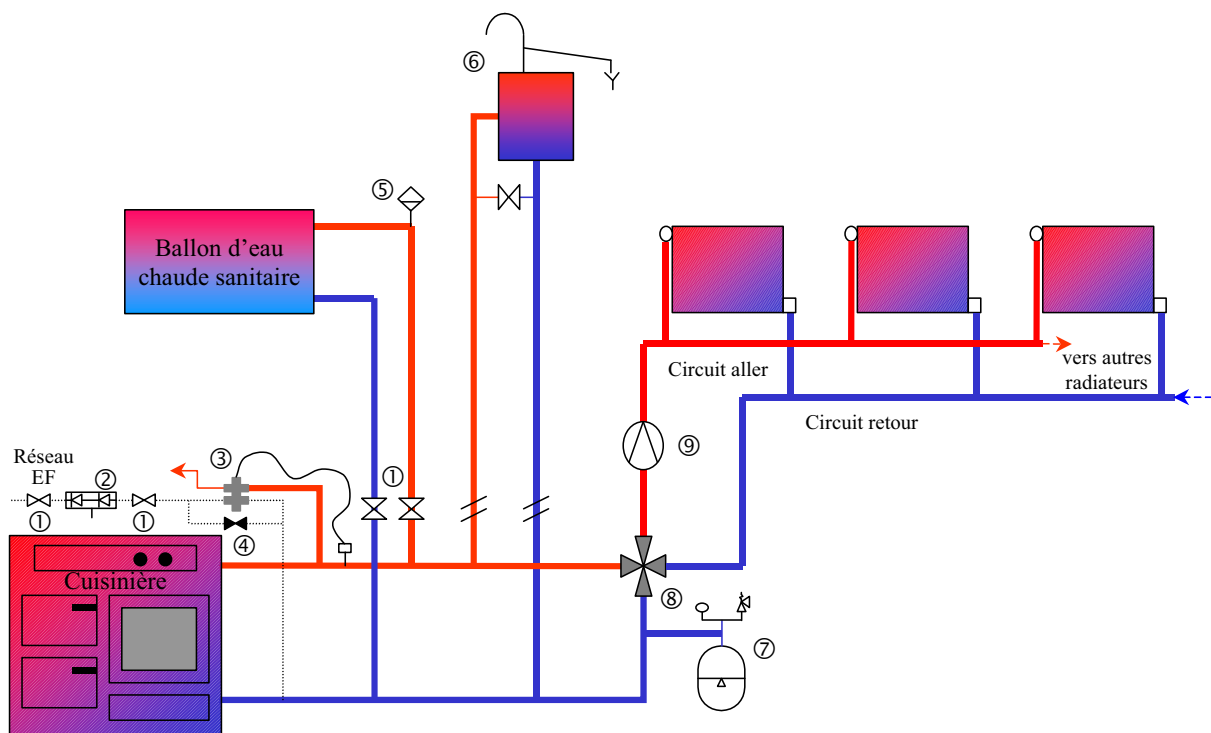 ⑥
⑤
Ballon d’eau
chaude sanitaire
vers autres
radiateurs
Circuit aller
Circuit retour
⑨
Réseau
EF
②
③
①
①
①
④
Cuisinière
⑧
⑦